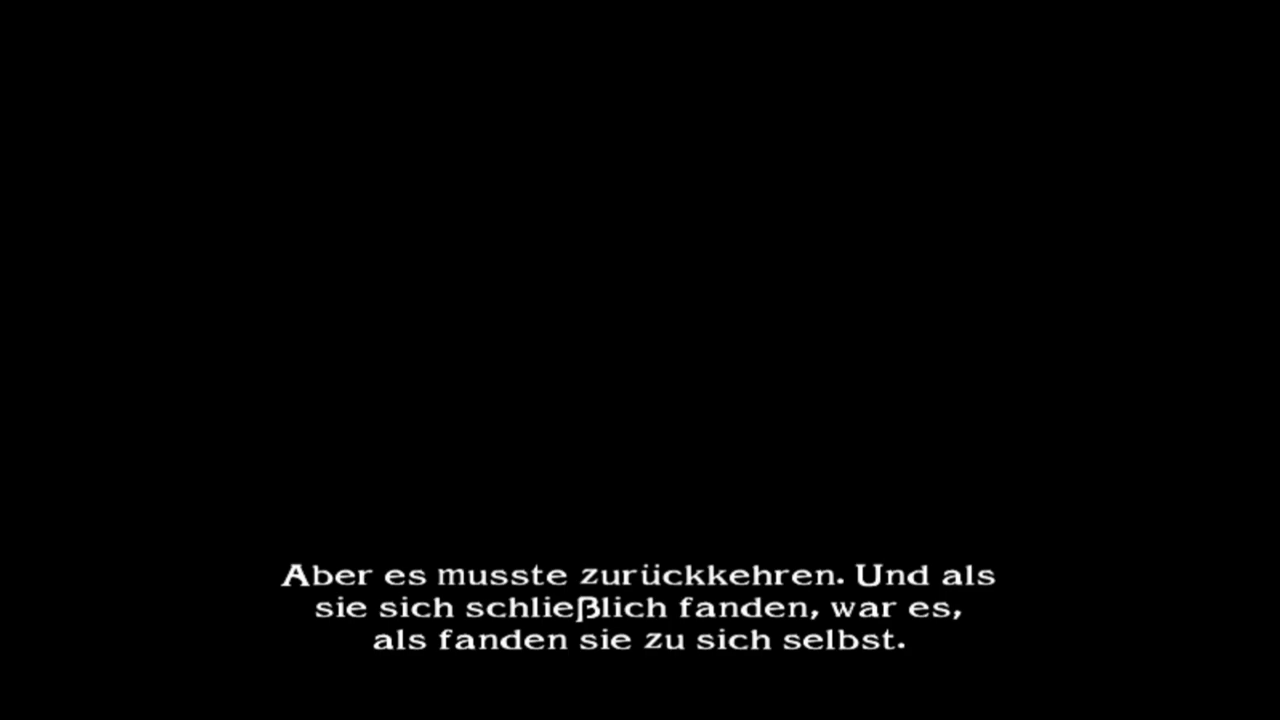 Aber es musste zurückkehren. Und als
sie sich schließlich fanden, war es,
als fanden sie zu sich selbst.